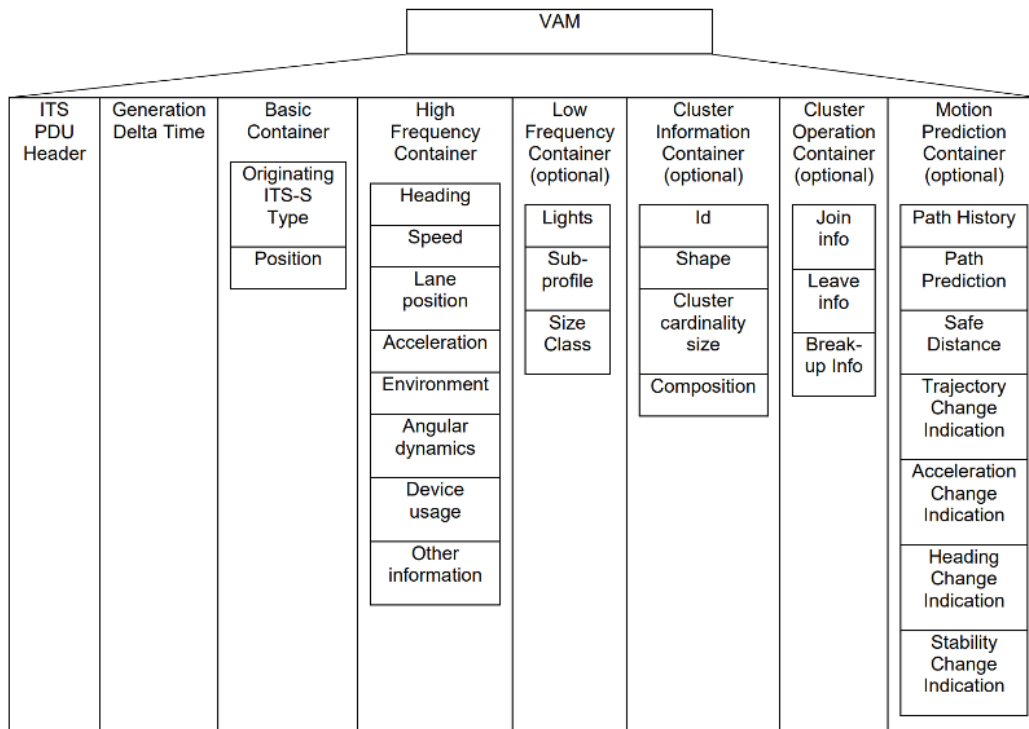 VAM
ITS
PDU
Header
Generation
Delta Time
Basic
Container
Originating
ITS-S
Type
Position
High
Frequency
Container
Heading
Speed
Lane
position
Acceleration
Environment
Angular
dynamics
Device
usage
Other
information
Low
Frequency
Container
(optional)
Lights
Sub-
profile
Size
Class
Cluster
Information
Container
(optional)
Id
Shape
Cluster
cardinality
size
Composition
Cluster
Operation
Container
(optional)
Join
info
Leave
info
Break-
up Info
Motion
Prediction
Container
(optional)
Path History
Path
Prediction
Safe
Distance
Trajectory
Change
Indication
Acceleration
Change
Indication
Heading
Change
Indication
Stability
Change
Indication